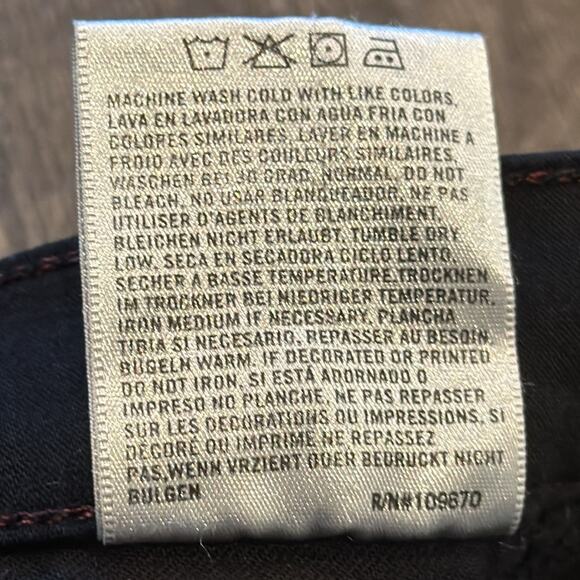 MACHINE WASH COLD WITH LIKE COLORS,
LAVA EN LAVADORA CON AGUA FRIA CON
COLORES SIMILARES, LAVER EN MACHINE A
FROID AVEC DES COULEURS SIMILAIRES,
WASCHEN BEI 30 GRAD, NORMAL, DO NOT
BLEACH, NO USAR BLANQUEADOR, NE PAS
UTILISER D'AGENTS DE BLANCHIMENT,
BLEICHEN NICHT ERLAUBT, TUMBLE DRY
LOW, SECA EN SECADORA CICLO LENTO,
SECHER A BASSE TEMPERATURE,TROCKNEN
IM TROCKNER BEI NIEDRIGER TEMPERATUR,
IRON MEDIUM IF NECESSARY, PLANCHA
TIBIA SI NECESARIO, REPASSER AU BESOIN,
BÜGELN WARM, IF DECORATED OR PRINTED
DO NOT IRON, SI ESTÁ ADORNADO O
IMPRESO NO PLANCHE, NE PAS REPASSER
SUR LES DECORATIONS OU IMPRESSIONS, SI
DÉCORÉ OU IMPRIMÉ NE REPASSEZ
PAS,WENN VRZIERT ODER BEDRUCKT NICHT
BULGEN R/N#109670